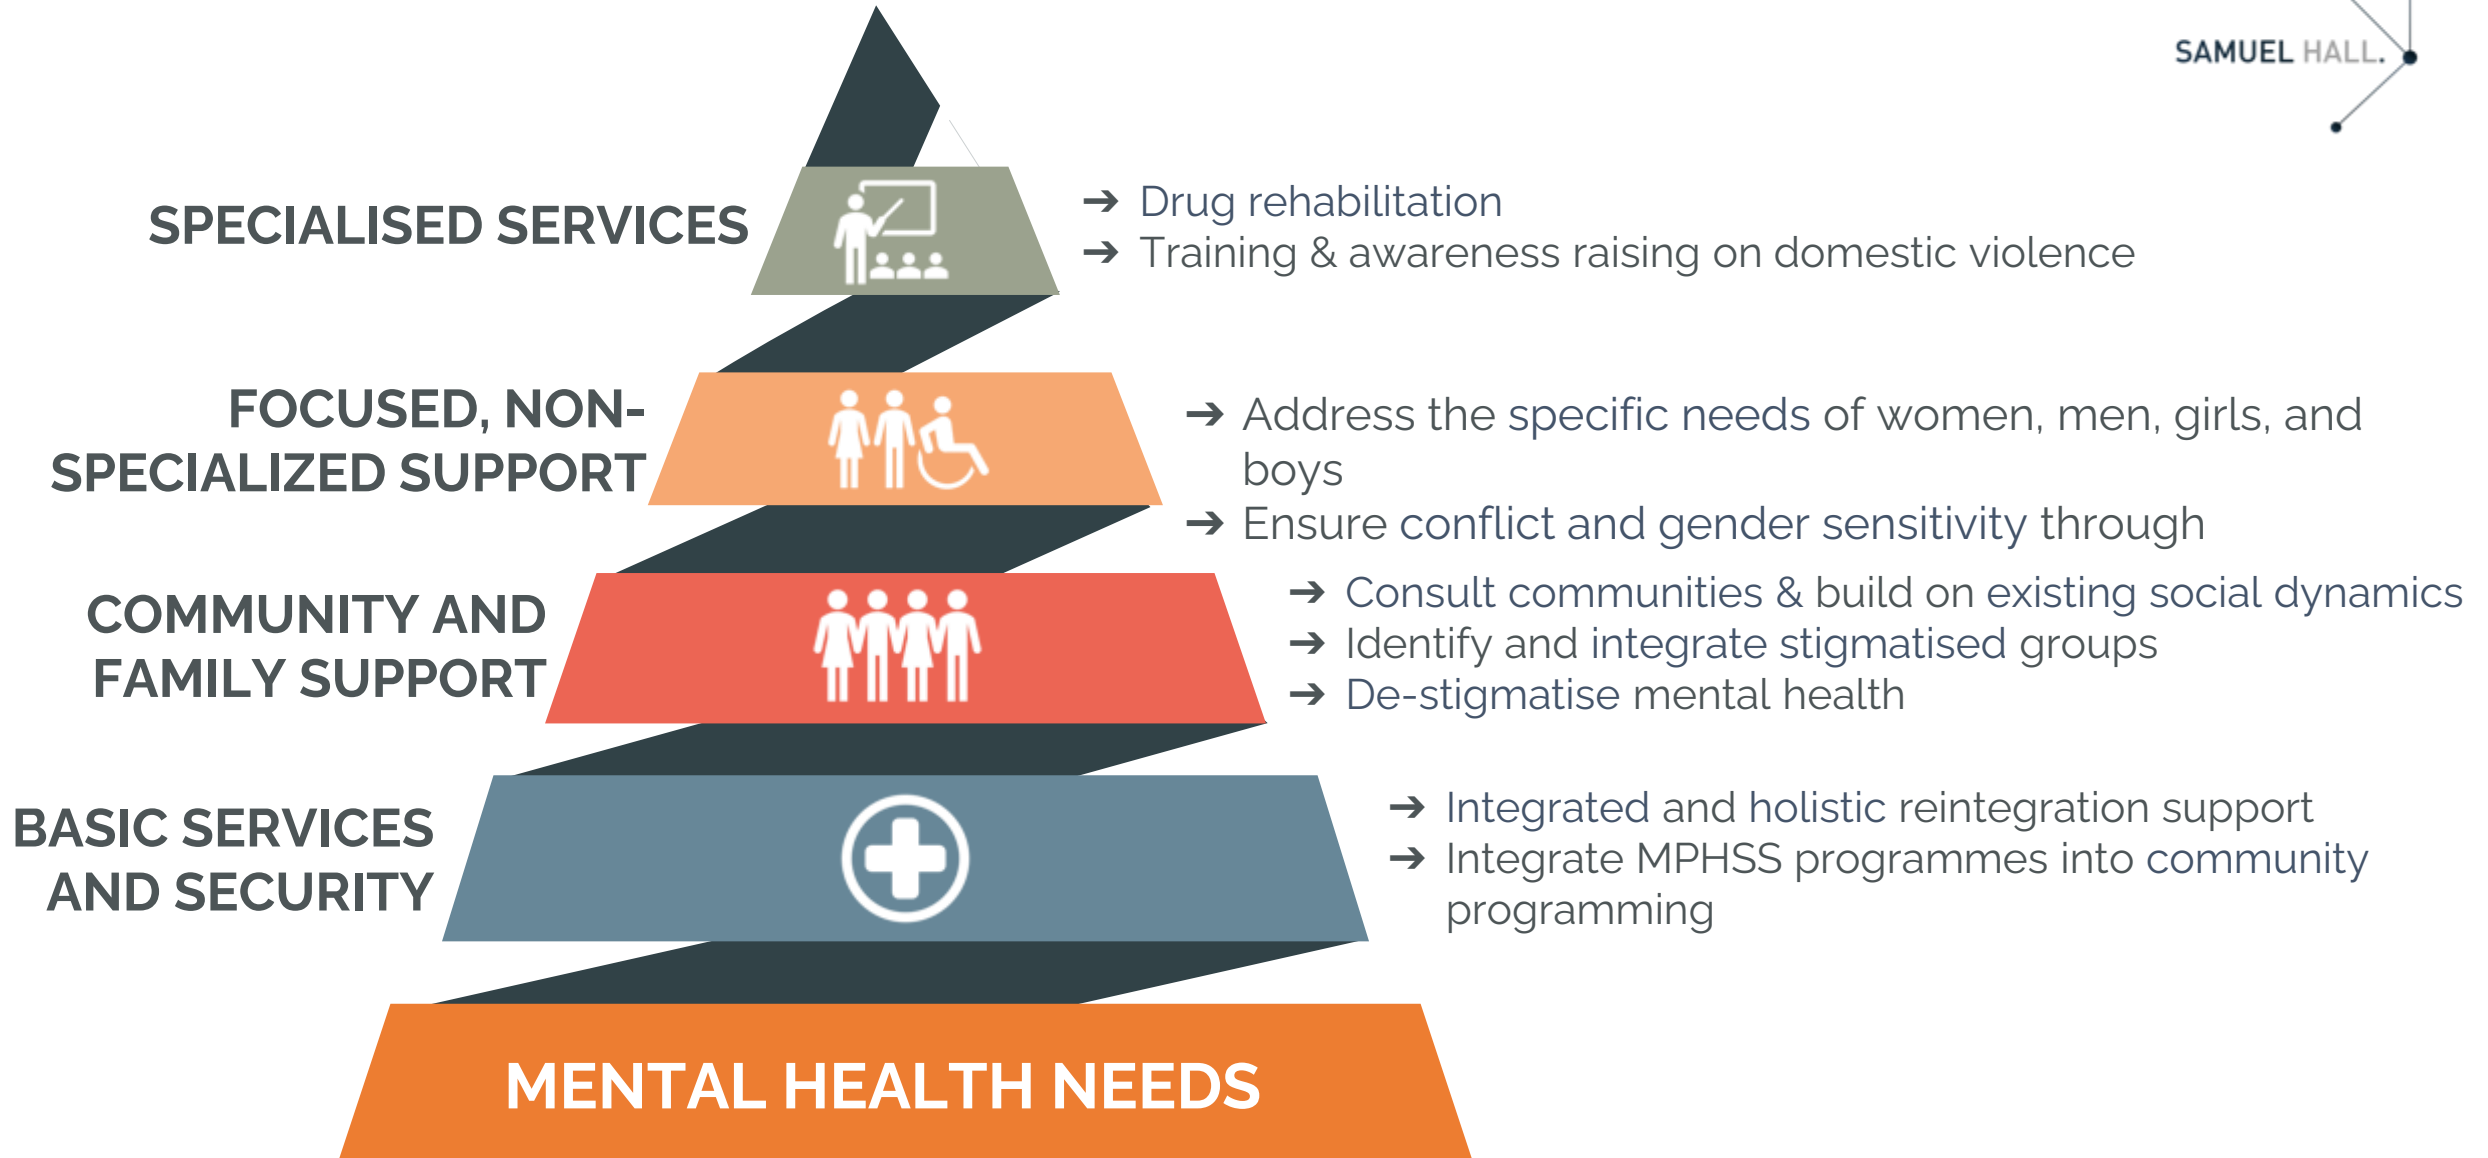 SAMUEL HALL.
SPECIALISED SERVICES
➔ Drug rehabilitation
➔ Training & awareness raising on domestic violence
FOCUSED, NON-
SPECIALIZED SUPPORT
➔ Address the specific needs of women, men, girls, and
boys
➔ Ensure conflict and gender sensitivity through
COMMUNITY AND
FAMILY SUPPORT
➔ Consult communities & build on existing social dynamics
➔ Identify and integrate stigmatised groups
➔ De-stigmatise mental health
BASIC SERVICES
AND SECURITY
➔ Integrated and holistic reintegration support
➔ Integrate MPHSS programmes into community
programming
MENTAL HEALTH NEEDS